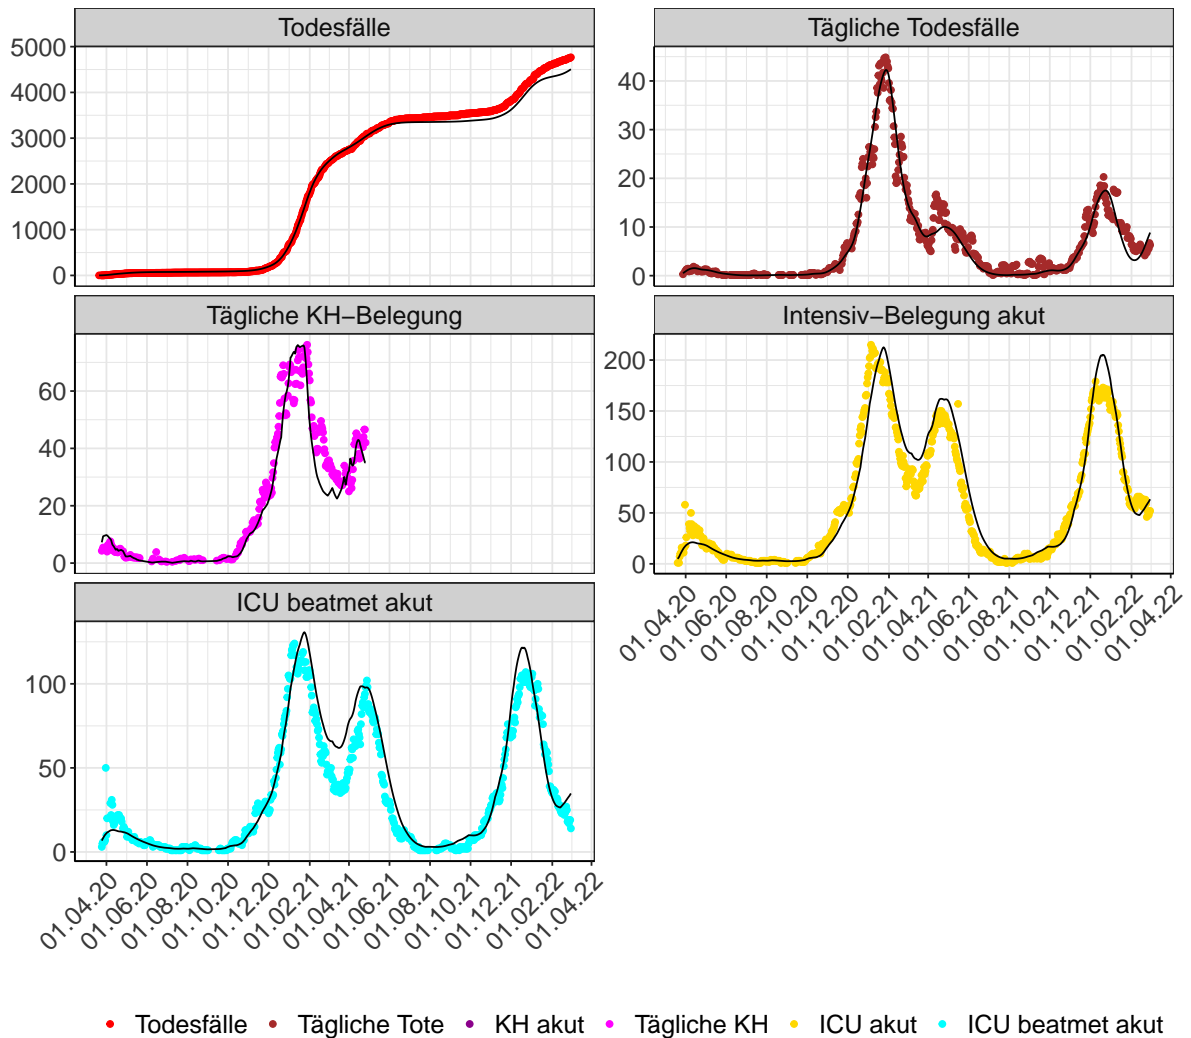 Todesfälle
5000
4000
3000
2000
1000
0
Tägliche Todesfälle
40
30
20
10
0
Tägliche KH−Belegung
60
40
20
0
Intensiv−Belegung akut
200
150
100
50
0
01.04.20 01.06.20 01.08.20 01.10.20 01.12.20 01.02.21 01.04.21 01.06.21 01.08.21 01.10.21 01.12.21 01.02.22 01.04.22
ICU beatmet akut
100
50
0
01.04.20 01.06.20 01.08.20 01.10.20 01.12.20 01.02.21 01.04.21 01.06.21 01.08.21 01.10.21 01.12.21 01.02.22 01.04.22
Todesfälle Tägliche Tote KH akut Tägliche KH ICU akut ICU beatmet akut